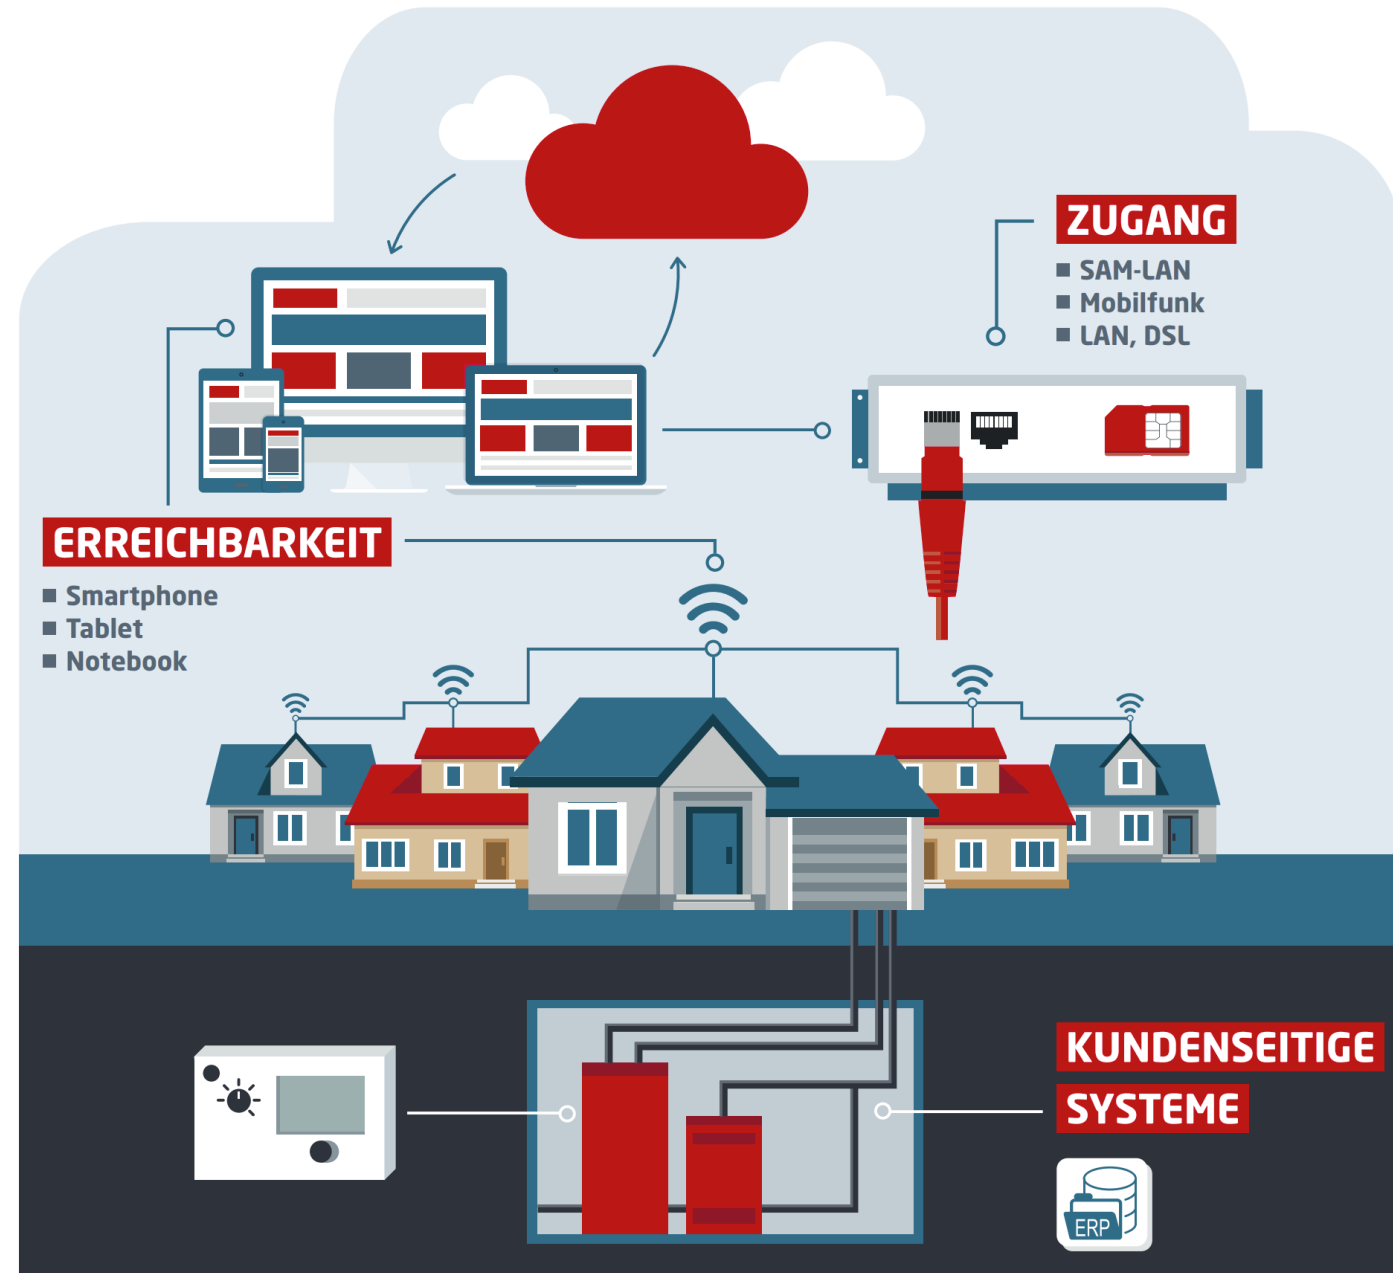 ZUGANG
SAM-LAN
Mobilfunk
LAN, DSL
ERREICHBARKEIT
Smartphone
Tablet
Notebook
KUNDENSEITIGE
SYSTEME
ERP